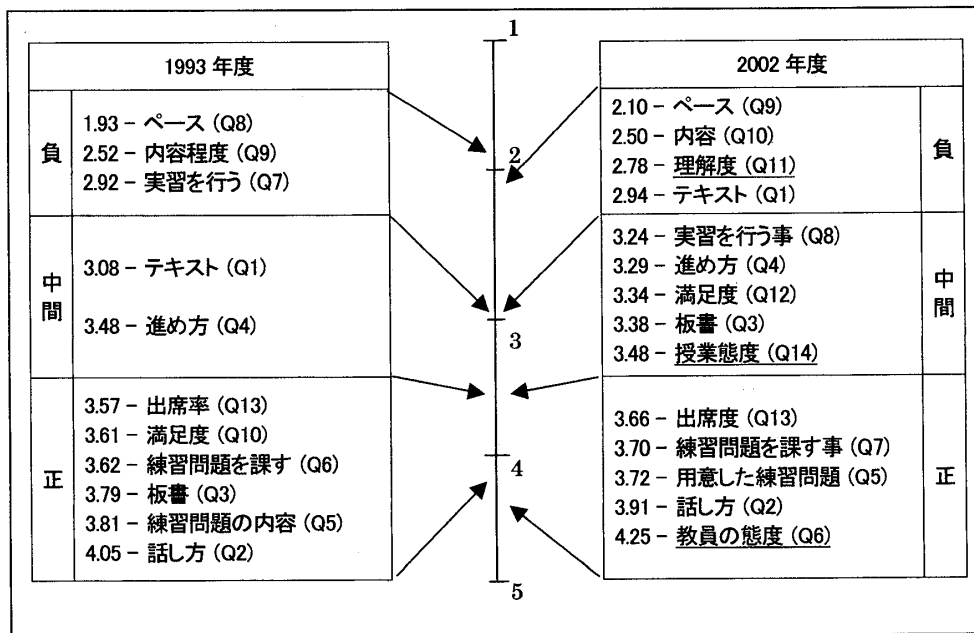 1993 年度
負
1.93 − ペース (Q8)
2.52 − 内容程度 (Q9)
2.92 − 実習を行う (Q7)
中間
3.08 − テキスト (Q1)
3.48 − 進め方 (Q4)
正
3.57 − 出席率 (Q13)
3.61 − 満足度 (Q10)
3.62 − 練習問題を課す (Q6)
3.79 − 板書 (Q3)
3.81 − 練習問題の内容 (Q5)
4.05 − 話し方 (Q2)
1
2
3
4
5
2002 年度
2.10 − ペース (Q9)
2.50 − 内容 (Q10)
2.78 − 理解度 (Q11)
2.94 − テキスト (Q1)
負
3.24 − 実習を行う事 (Q8)
3.29 − 進め方 (Q4)
3.34 − 満足度 (Q12)
3.38 − 板書 (Q3)
3.48 − 授業態度 (Q14)
中間
3.66 − 出席度 (Q13)
3.70 − 練習問題を課す事 (Q7)
3.72 − 用意した練習問題 (Q5)
3.91 − 話し方 (Q2)
4.25 − 教員の態度 (Q6)
正